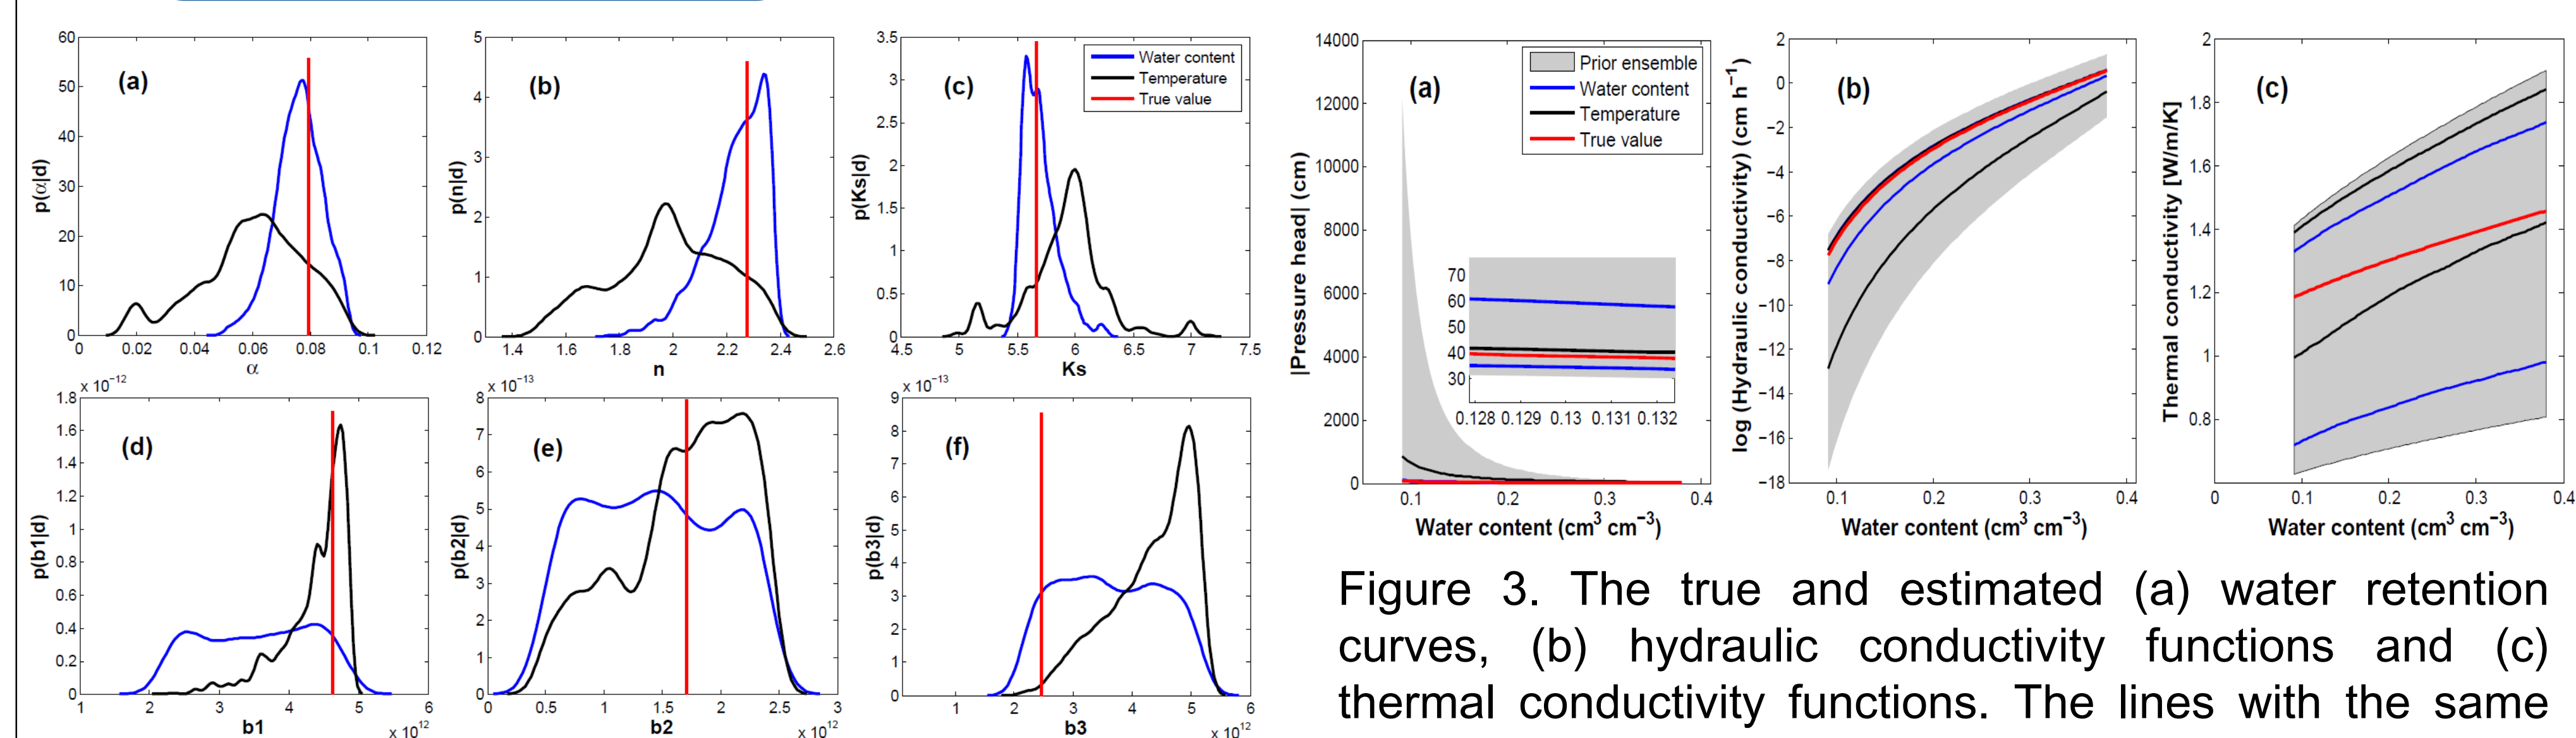 60
50
40
30
20
10
0
0 0.02 0.04 0.06 0.08 0.1 0.12
(a)
p(α|d)
α
5
4
3
2
1
0
1.4 1.6 1.8 2 2.2 2.4 2.6
(b)
p(n|d)
n
3.5
3
2.5
2
1.5
1
0.5
0
4.5 5 5.5 6 6.5 7 7.5
(c)
p(Ks|d)
Ks
Water content
Temperature
True value
x 10⁻¹²
1.8
1.6
1.4
1.2
1
0.8
0.6
0.4
0.2
0
1 2 3 4 5 6
(d)
p(b1|d)
b1
x 10¹²
x 10⁻¹³
8
7
6
5
4
3
2
1
0
0 0.5 1 1.5 2 2.5 3
(e)
p(b2|d)
b2
x 10¹²
x 10⁻¹³
9
8
7
6
5
4
3
2
1
0
1 2 3 4 5 6
(f)
p(b3|d)
b3
x 10¹²
14000
12000
10000
8000
6000
4000
2000
0
0.1 0.2 0.3 0.4
(a)
|Pressure head| (cm)
Water content (cm³ cm⁻³)
Prior ensemble
Water content
Temperature
True value
70
60
50
40
30
0.128 0.129 0.13 0.131 0.132
2
0
−2
−4
−6
−8
−10
−12
−14
−16
−18
0.1 0.2 0.3 0.4
(b)
log (Hydraulic conductivity) (cm h⁻¹)
Water content (cm³ cm⁻³)
2
1.8
1.6
1.4
1.2
1
0.8
0 0.1 0.2 0.3 0.4
(c)
Thermal conductivity [W/m/K]
Water content (cm³ cm⁻³)
Figure 3. The true and estimated (a) water retention
curves, (b) hydraulic conductivity functions and (c)
thermal conductivity functions. The lines with the same